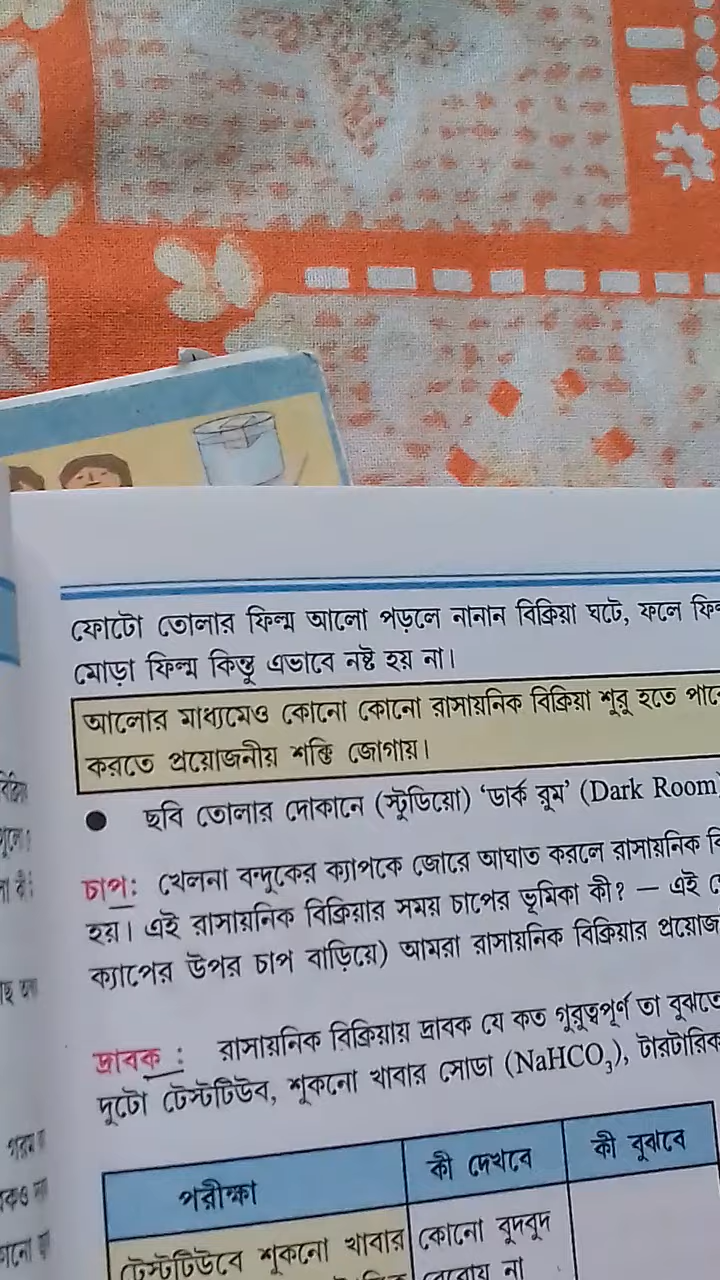 ফোটো তোলার ফিল্মে আলো পড়লে নানান বিক্রিয়া ঘটে, ফলে
মোড়া ফিল্ম কিন্তু এভাবে নষ্ট হয় না।
আলোর মাধ্যমেও কোনো কোনো রাসায়নিক বিক্রিয়া শুরু হতে
করতে প্রয়োজনীয় শক্তি জোগায়।
● ছবি তোলার দোকানে (স্টুডিয়ো) ‘ডার্ক রুম’ (Dark Room)
চাপ: খেলনা বন্দুকের ক্যাপকে জোরে আঘাত করলে রাসায়নিক
হয়। এই রাসায়নিক বিক্রিয়ার সময় চাপের ভূমিকা কী? — এই
ক্যাপের উপর চাপ বাড়িয়ে) আমরা রাসায়নিক বিক্রিয়ার
দ্রাবক : রাসায়নিক বিক্রিয়ায় দ্রাবক যে কত গুরুত্বপূর্ণ তা বুঝতে
দুটো টেস্টটিউব, শুকনো খাবার সোডা (NaHCO₃), টারটারিক
পরীক্ষা কী দেখবে কী বুঝবে
টেস্টটিউবে শুকনো খাবার কোনো বুদবুদ
বেরোয় না